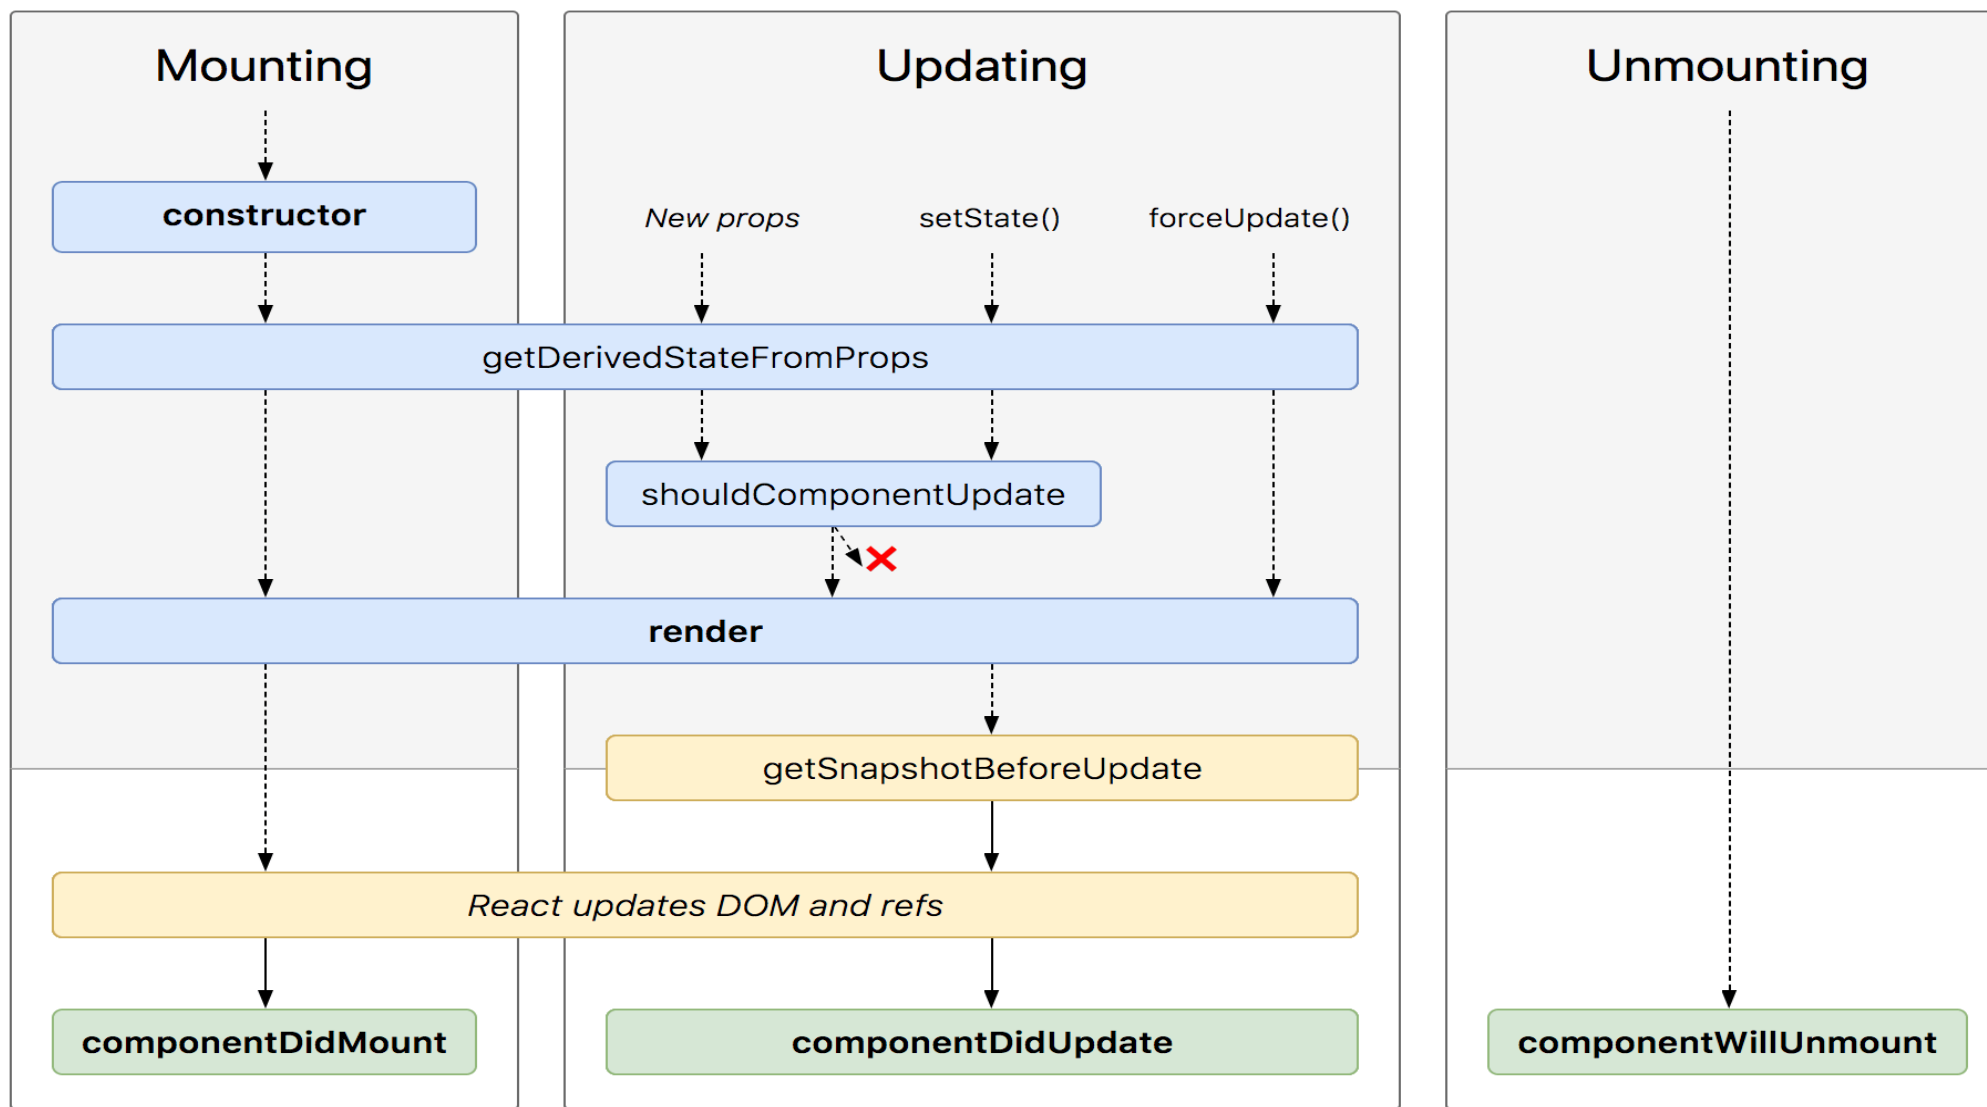 Mounting
Updating
Unmounting
constructor
New props
setState()
forceUpdate()
getDerivedStateFromProps
shouldComponentUpdate
render
getSnapshotBeforeUpdate
React updates DOM and refs
componentDidMount
componentDidUpdate
componentWillUnmount